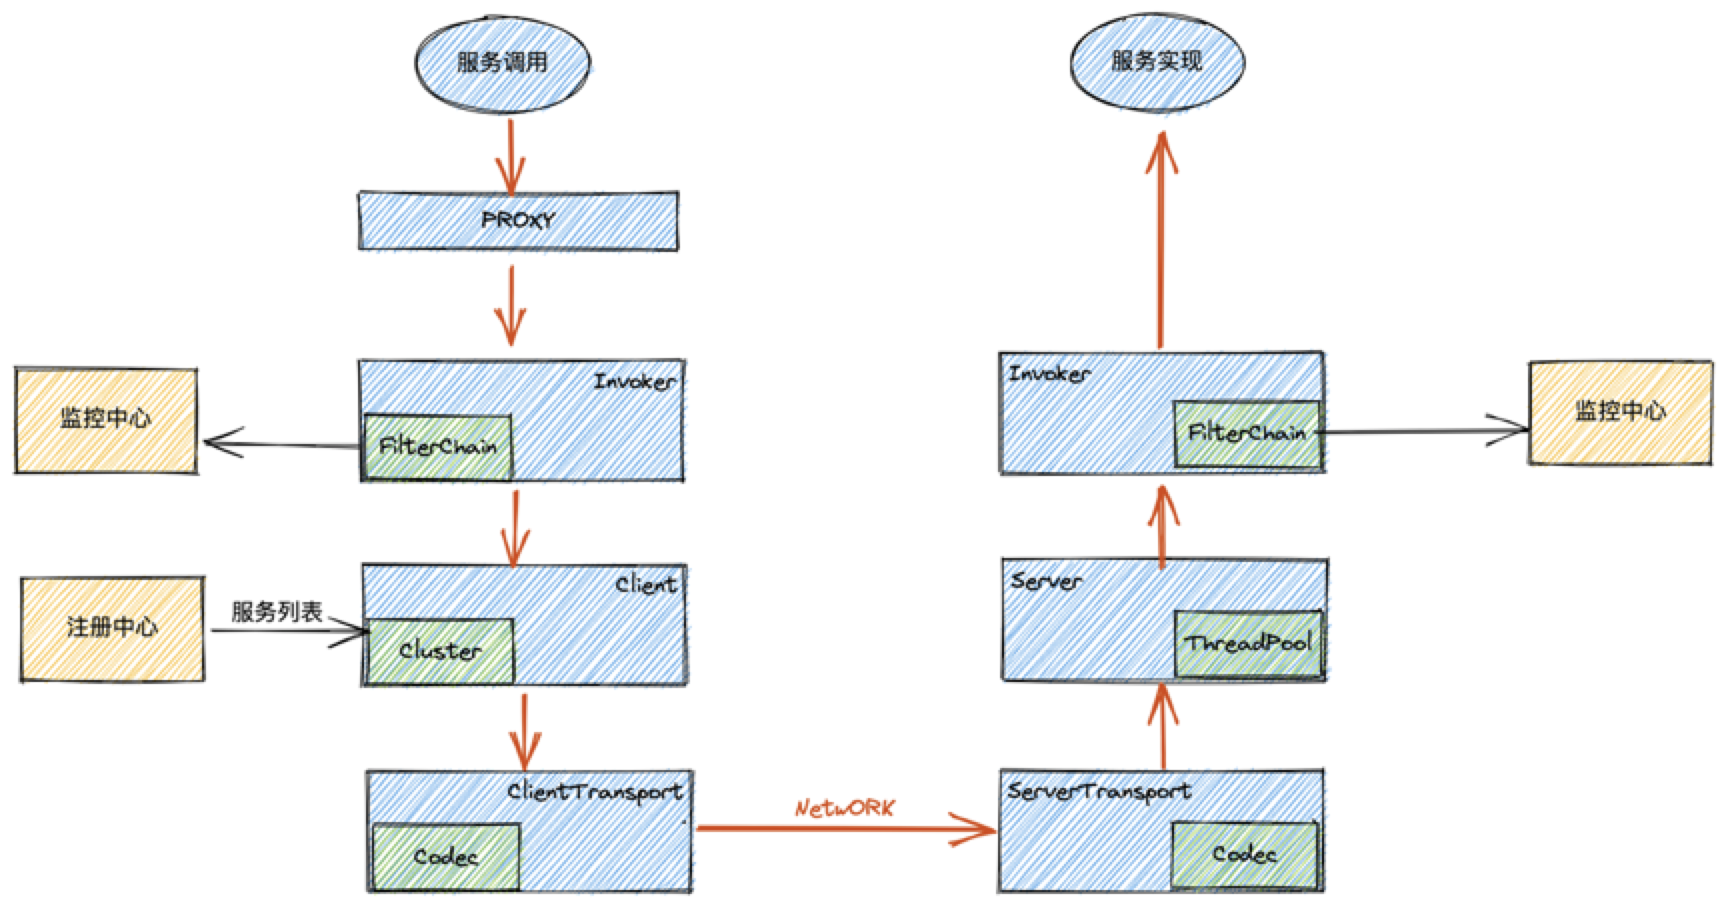 服务调用
服务实现
PROXY
Invoker
FilterChain
监控中心
Invoker
FilterChain
监控中心
Client
Cluster
注册中心
服务列表
Server
ThreadPool
ClientTransport
Codec
NetwORK
ServerTransport
Codec